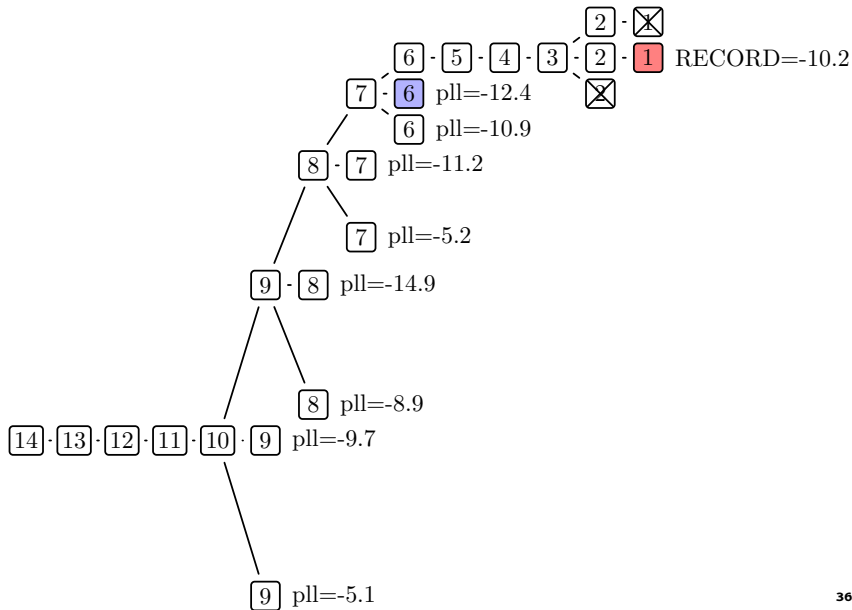 2 1
6 5 4 3 2 1 RECORD=-10.2
7 6 pll=-12.4 2
6 pll=-10.9
8 7 pll=-11.2
7 pll=-5.2
9 8 pll=-14.9
8 pll=-8.9
14 13 12 11 10 9 pll=-9.7
9 pll=-5.1
36